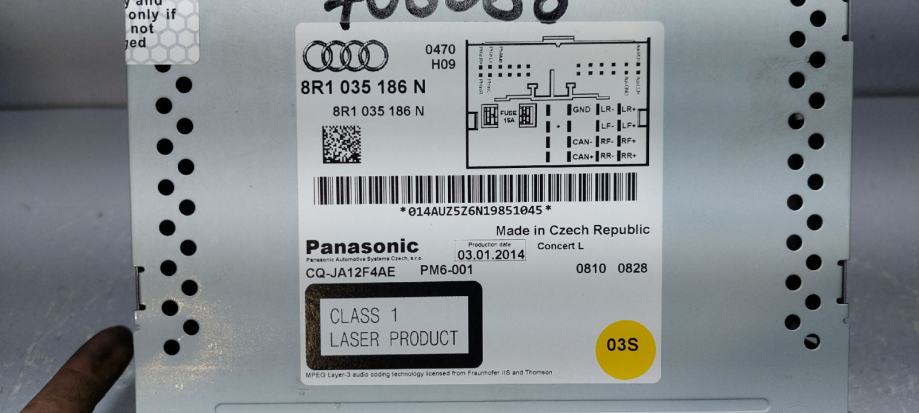 y and
only if
not
ged
0470
H09
8R1 035 186 N
8R1 035 186 N
FUSE
15A
GND LR- LR+
LF- LF+
CAN- RF- RF+
CAN+ RR- RR+
*014AUZ5Z6N19851045*
Made in Czech Republic
Panasonic
Panasonic Automotive Systems Czech, s.r.o.
Production date
03.01.2014
Concert L
CQ-JA12F4AE PM6-001 0810 0828
CLASS 1
LASER PRODUCT
03S
MPEG Layer-3 audio coding technology licensed from Fraunhofer IIS and Thomson